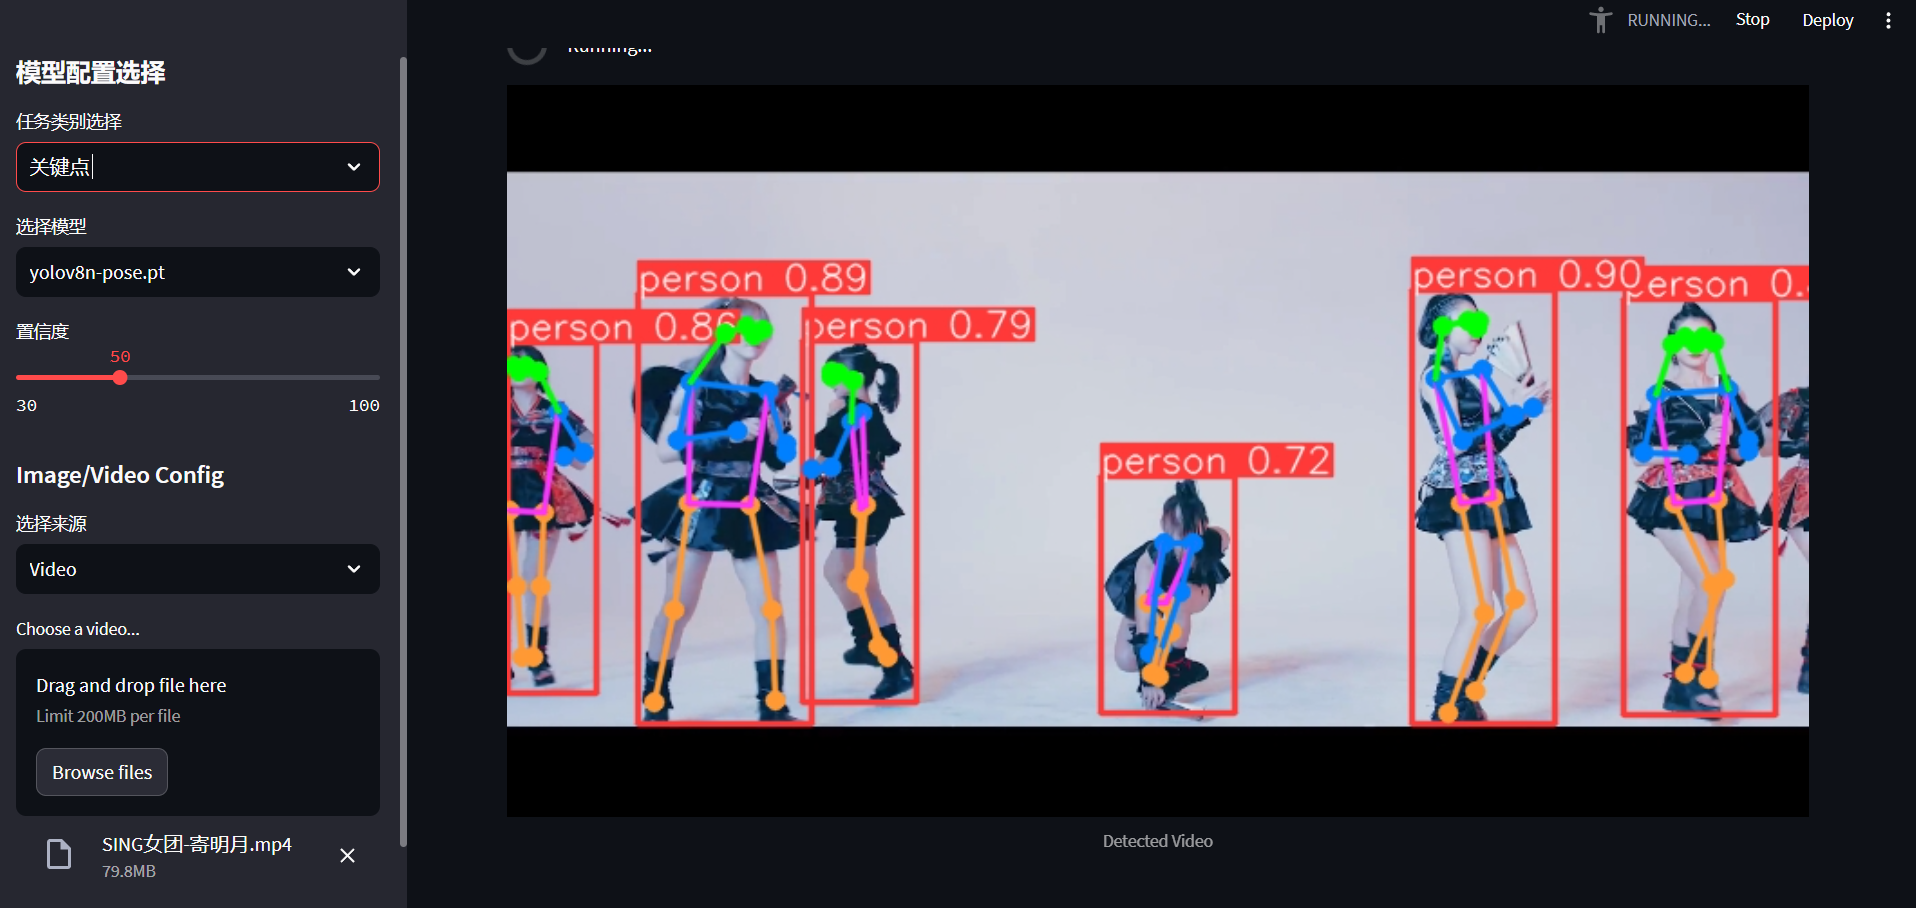 RUNNING...
Stop
Deploy
模型配置选择
任务类别选择
关键点
选择模型
yolov8n-pose.pt
置信度
50
30
100
Image/Video Config
选择来源
Video
Choose a video...
Drag and drop file here
Limit 200MB per file
Browse files
SING女团-寄明月.mp4
79.8MB
Running...
person 0.89
person 0.90
person 0.
person 0.86
person 0.79
person 0.72
Detected Video